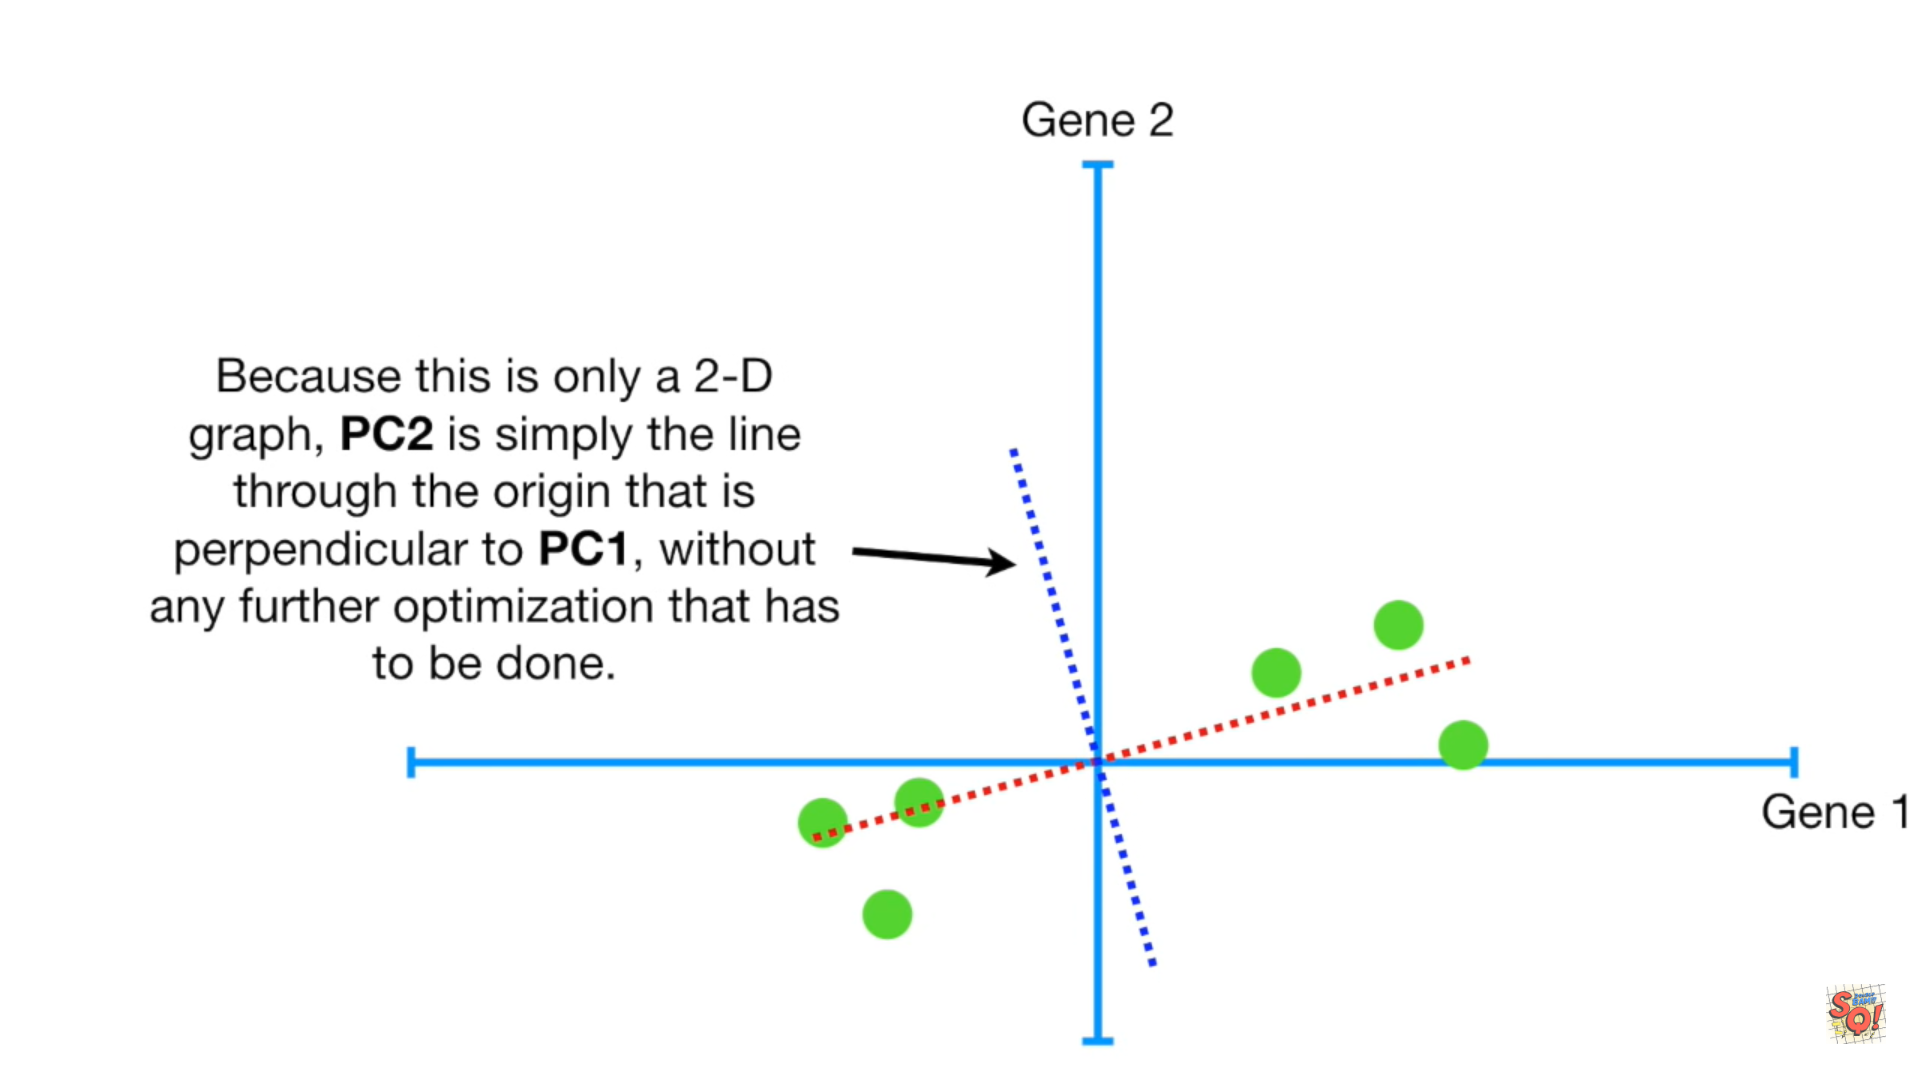 Gene 2
Because this is only a 2-D
graph, PC2 is simply the line
through the origin that is
perpendicular to PC1, without
any further optimization that has
to be done.
Gene 1
SQ!